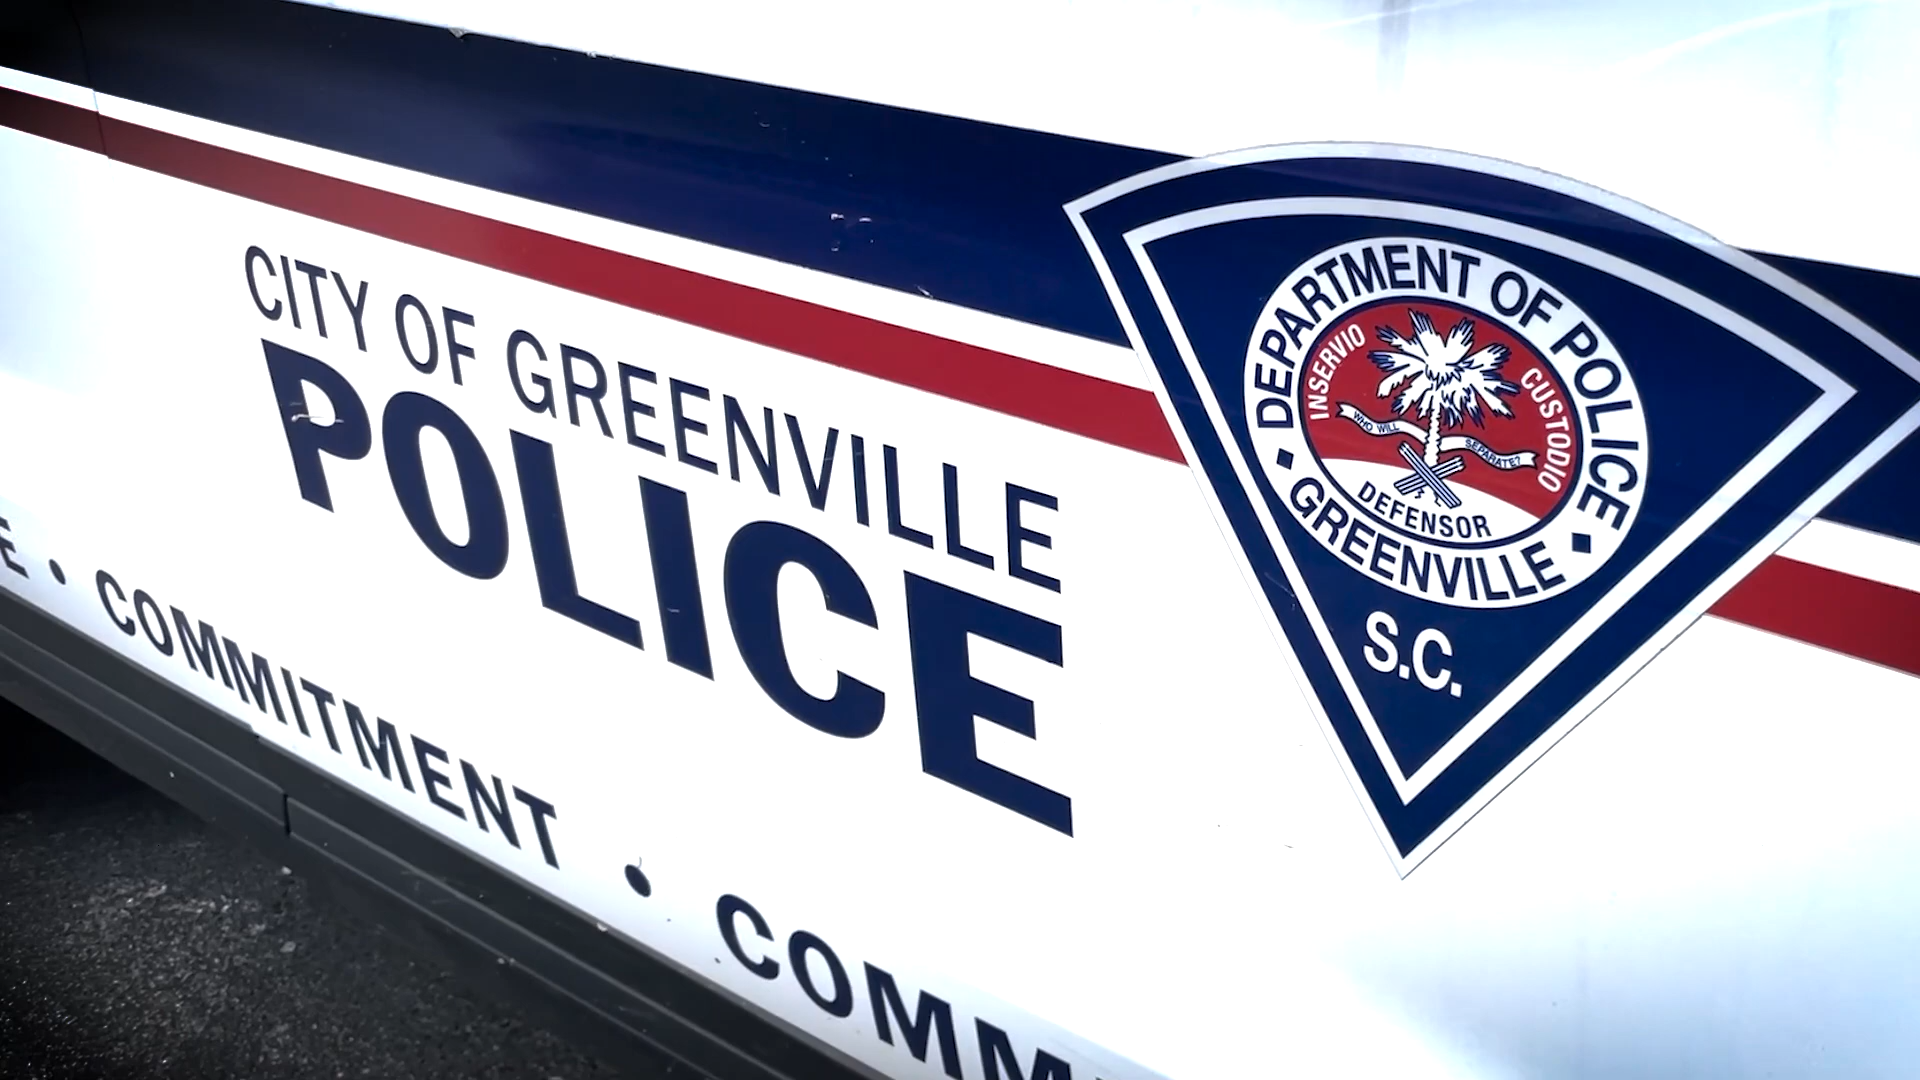 CITY OF GREENVILLE
POLICE
E • COMMITMENT • COMM
DEPARTMENT OF POLICE
GREENVILLE
INSERVIO
CUSTODIO
WHO WILL
SEPARATE?
DEFENSOR
S.C.